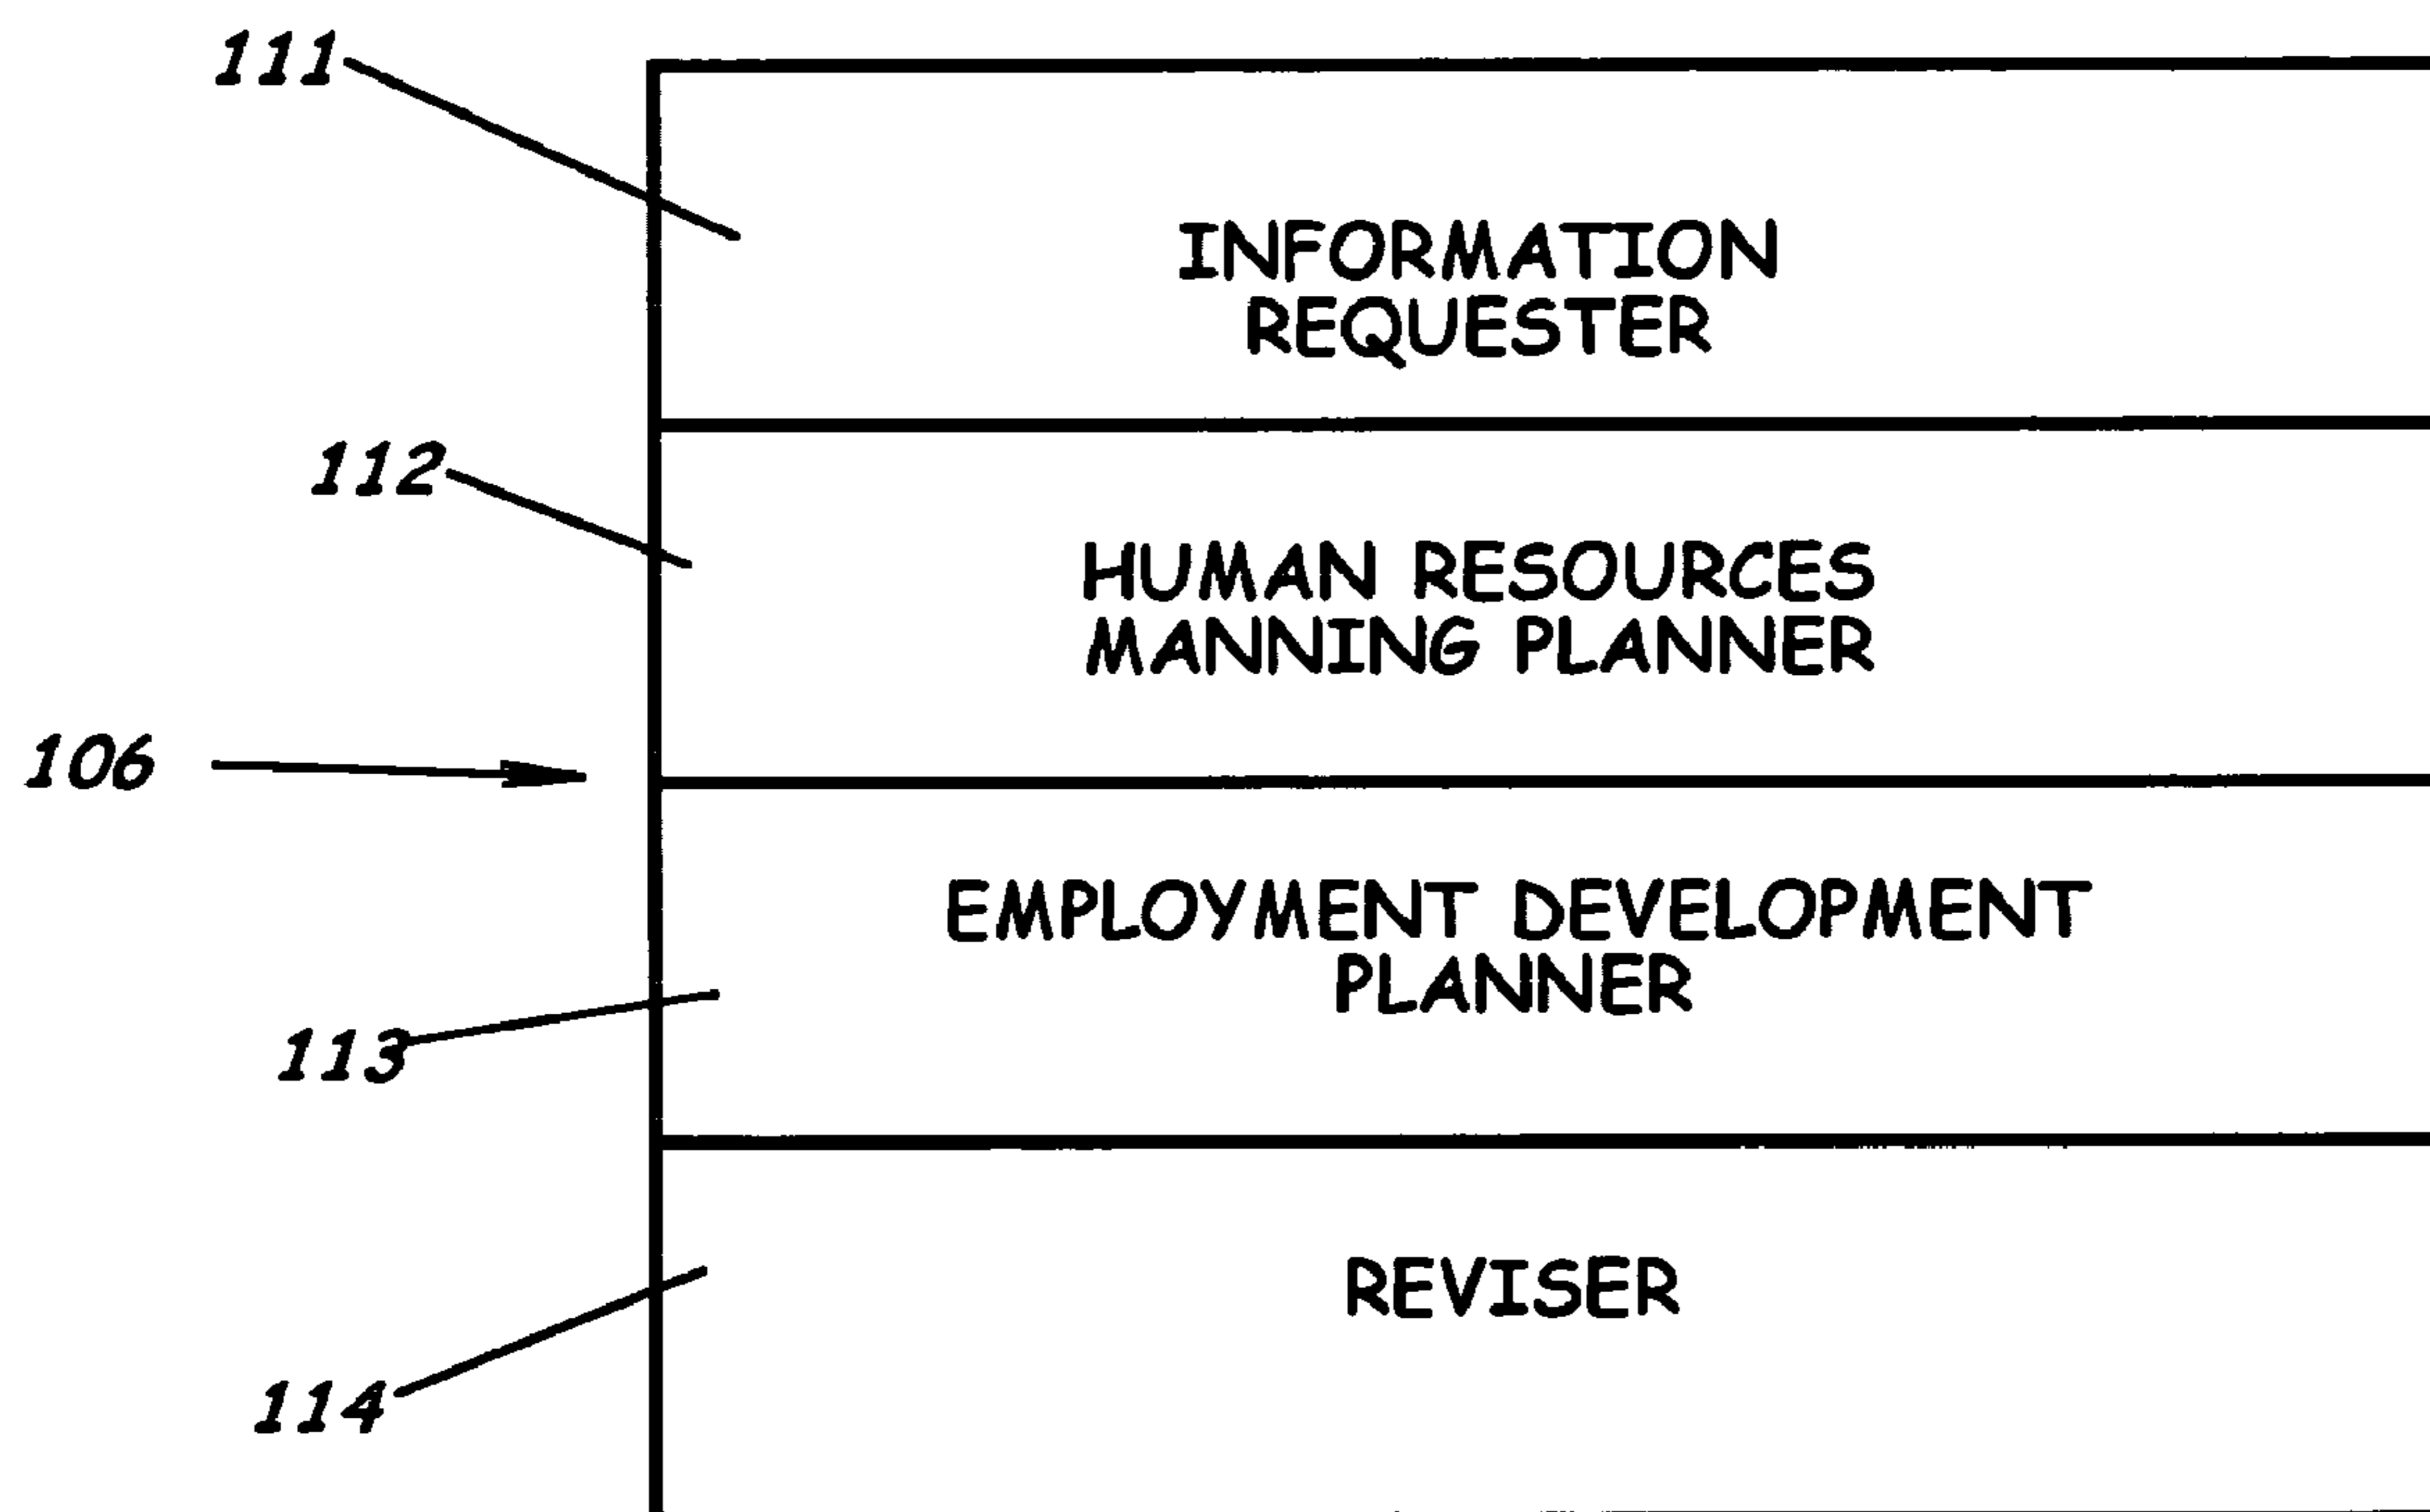 111
INFORMATION
REQUESTER
112
HUMAN RESOURCES
MANNING PLANNER
106
EMPLOYMENT DEVELOPMENT
PLANNER
113
REVISER
114